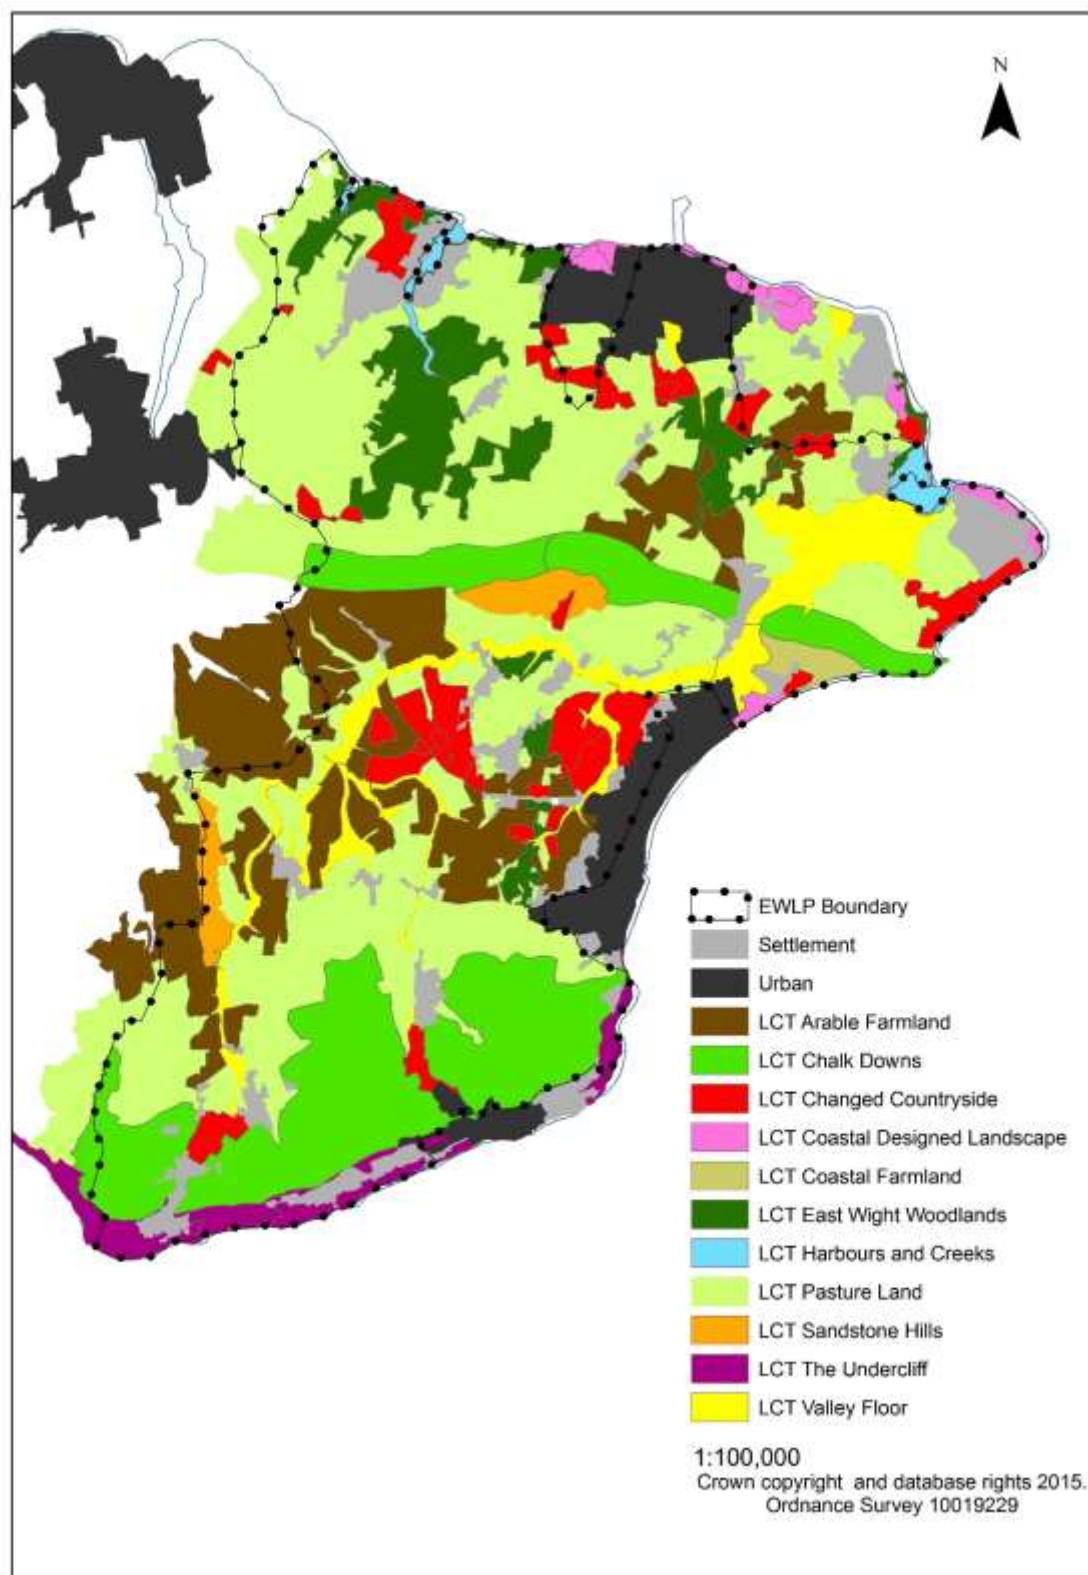 N
EWLP Boundary
Settlement
Urban
LCT Arable Farmland
LCT Chalk Downs
LCT Changed Countryside
LCT Coastal Designed Landscape
LCT Coastal Farmland
LCT East Wight Woodlands
LCT Harbours and Creeks
LCT Pasture Land
LCT Sandstone Hills
LCT The Undercliff
LCT Valley Floor
1:100,000
Crown copyright and database rights 2015.
Ordnance Survey 10019229